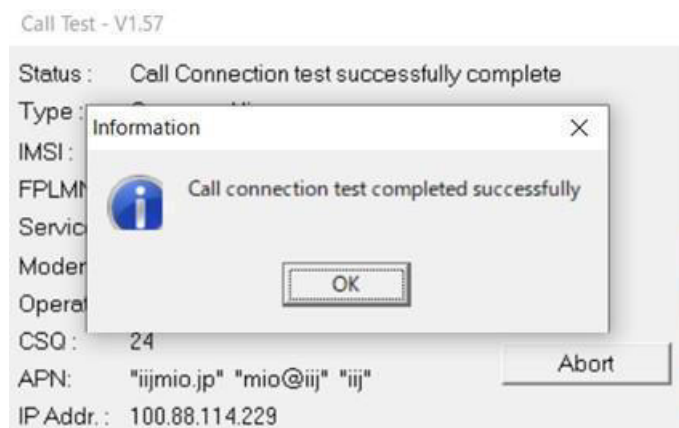 Call Test - V1.57
Status : Call Connection test successfully complete
Type :
Information
IMSI :
Call connection test completed successfully
OK
CSQ : 24
Abort
APN: "iijmio.jp" "mio@iij" "iij"
IP Addr. : 100.88.114.229